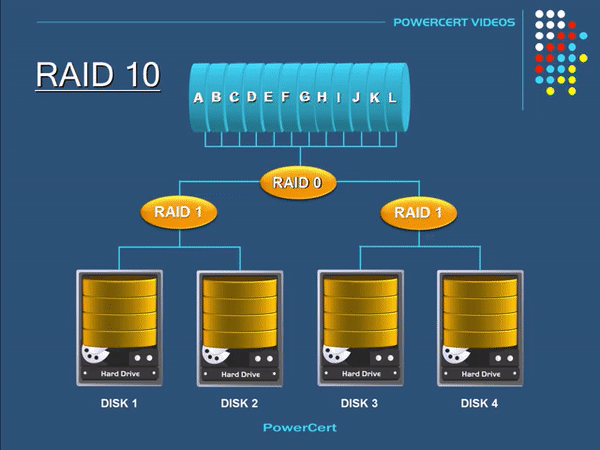 POWERCERT VIDEOS
RAID 10
A B C D E F G H I J K L
RAID 0
RAID 1 RAID 1
Hard Drive Hard Drive Hard Drive Hard Drive
DISK 1 DISK 2 DISK 3 DISK 4
PowerCert